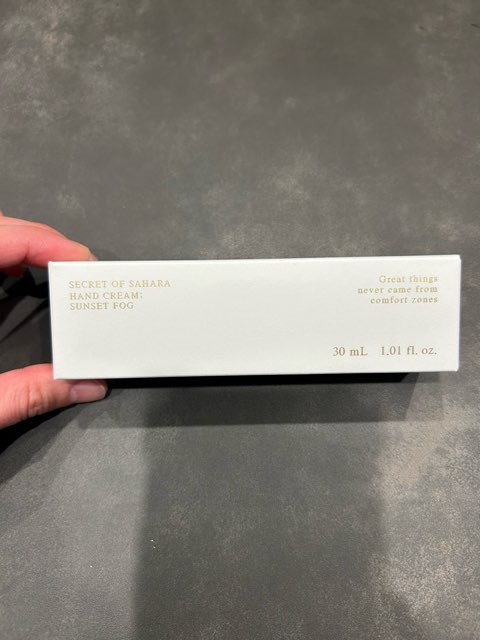 SECRET OF SAHARA
HAND CREAM:
SUNSET FOG
Great things
never came from
comfort zones
30 mL 1.01 fl. oz.